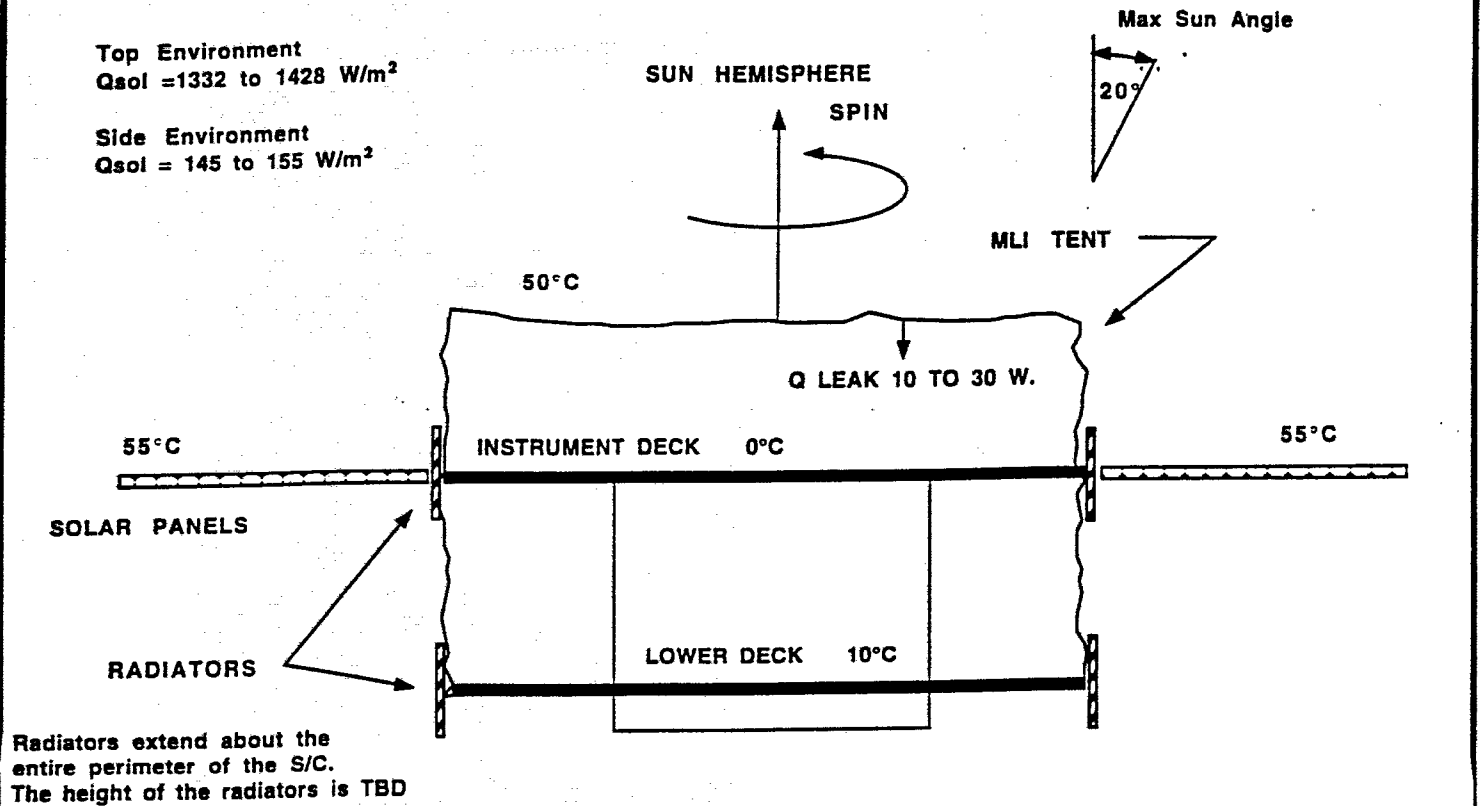 Max Sun Angle
Top Environment
Qsol =1332 to 1428 W/m²
SUN HEMISPHERE
20°
SPIN
Side Environment
Qsol = 145 to 155 W/m²
MLI TENT
50°C
Q LEAK 10 TO 30 W.
55°C
INSTRUMENT DECK 0°C
55°C
SOLAR PANELS
LOWER DECK 10°C
RADIATORS
Radiators extend about the
entire perimeter of the S/C.
The height of the radiators is TBD